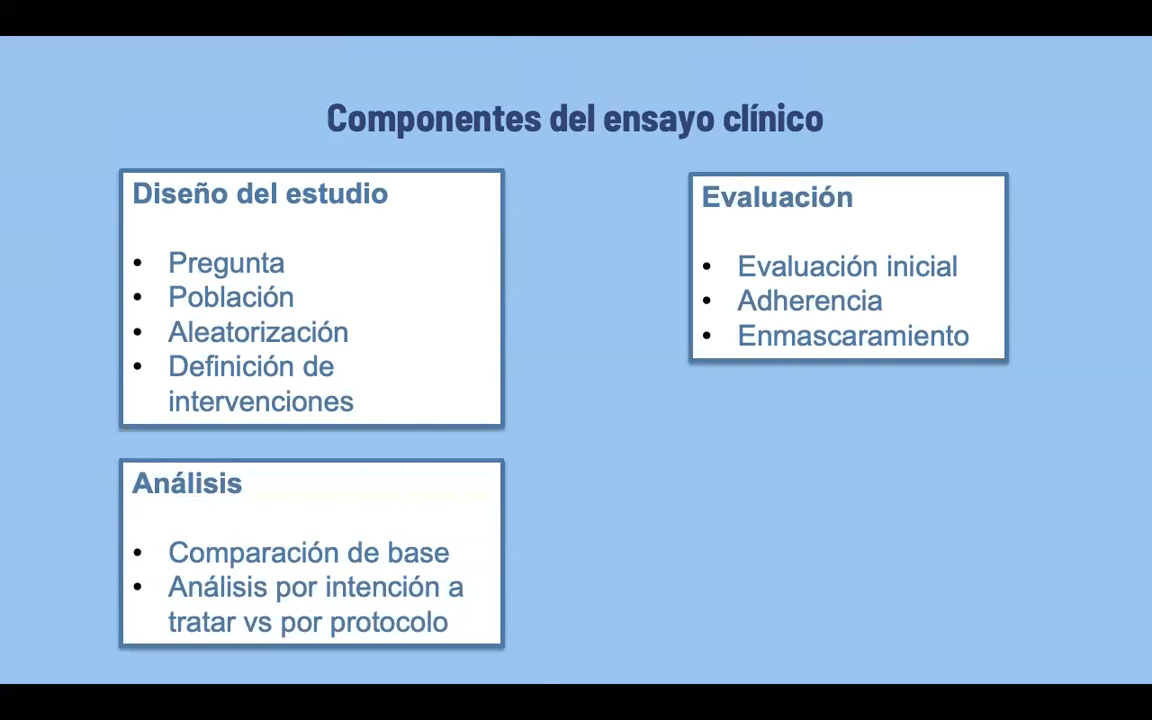 Componentes del ensayo clínico
Diseño del estudio
• Pregunta
• Población
• Aleatorización
• Definición de
intervenciones
Evaluación
• Evaluación inicial
• Adherencia
• Enmascaramiento
Análisis
• Comparación de base
• Análisis por intención a
tratar vs por protocolo